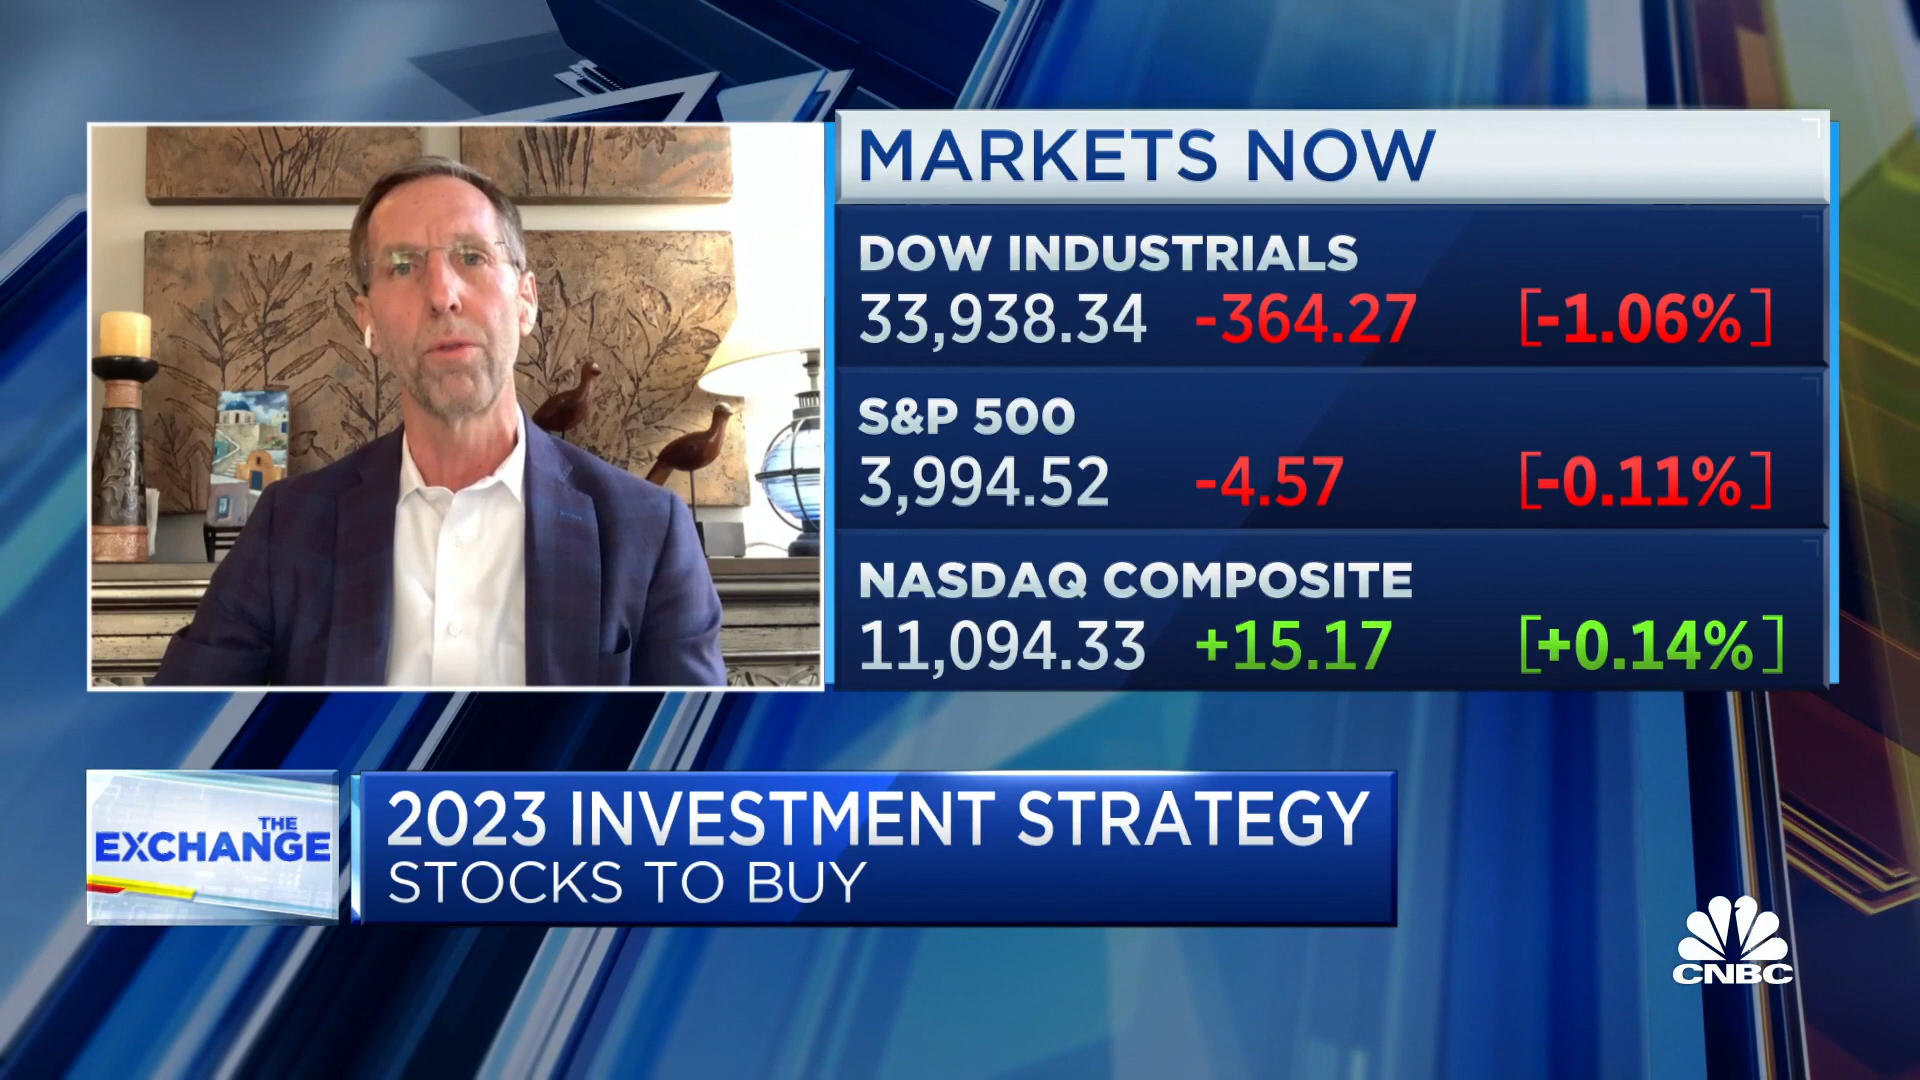 MARKETS NOW
DOW INDUSTRIALS
33,938.34 -364.27 [-1.06%]
S&P 500
3,994.52 -4.57 [-0.11%]
NASDAQ COMPOSITE
11,094.33 +15.17 [+0.14%]
THE
EXCHANGE
2023 INVESTMENT STRATEGY
STOCKS TO BUY
CNBC